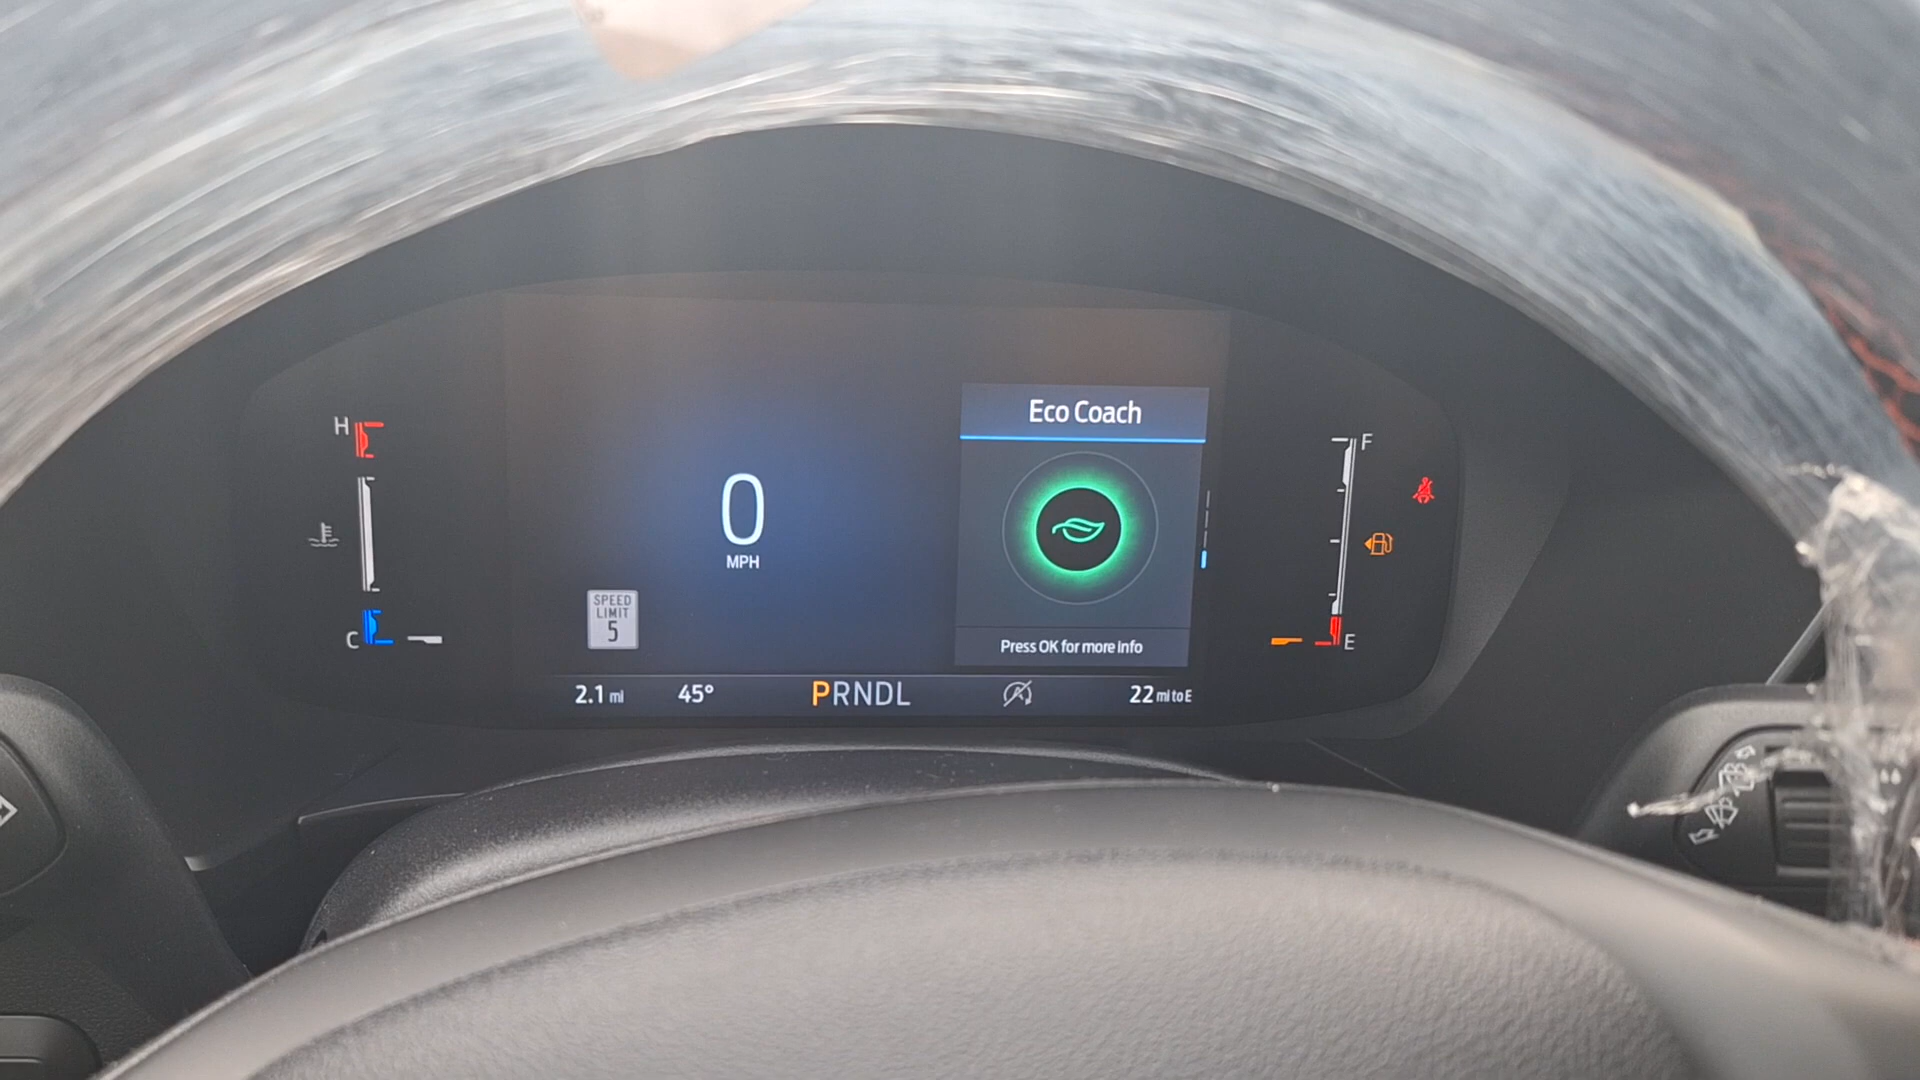 Eco Coach
H
F
0
MPH
SPEED
LIMIT
5
C
Press OK for more info
E
2.1 mi
45°
PRNDL
A
22 mi to E